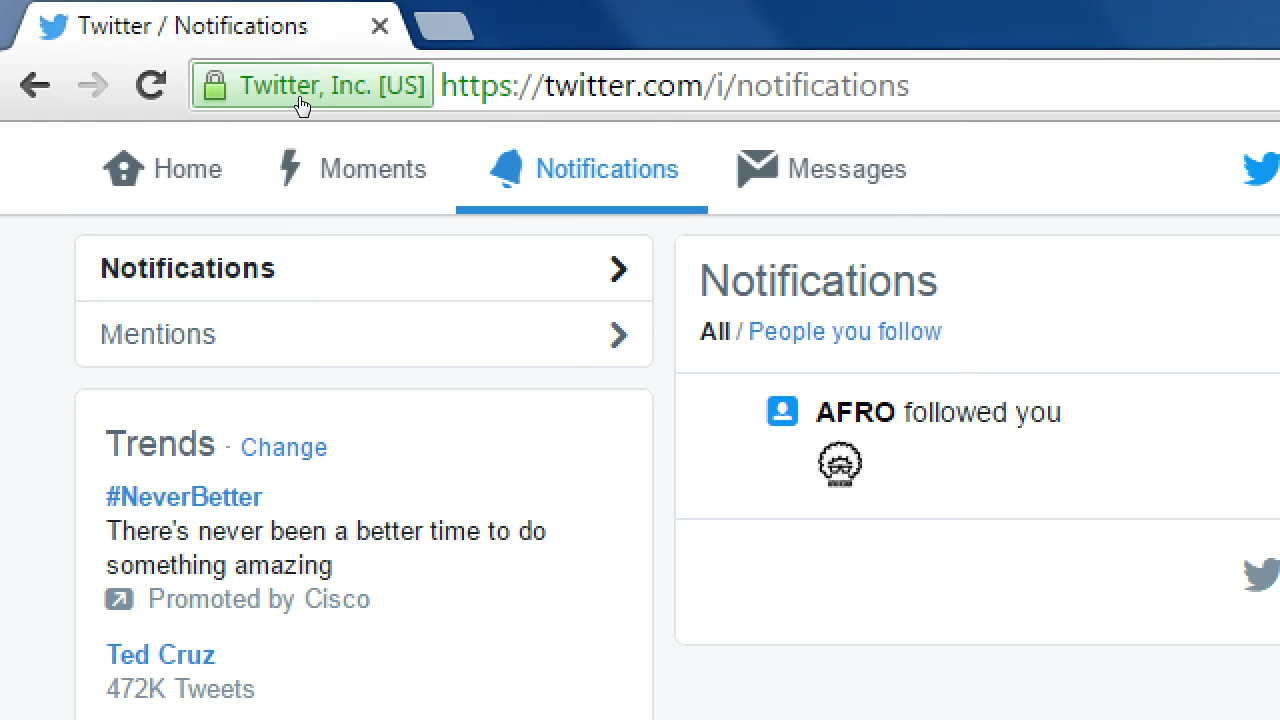 Twitter / Notifications
Twitter, Inc. [US] https://twitter.com/i/notifications
Home Moments Notifications Messages
Notifications
Mentions
Trends · Change
#NeverBetter
There's never been a better time to do
something amazing
Promoted by Cisco
Ted Cruz
472K Tweets
Notifications
All / People you follow
AFRO followed you